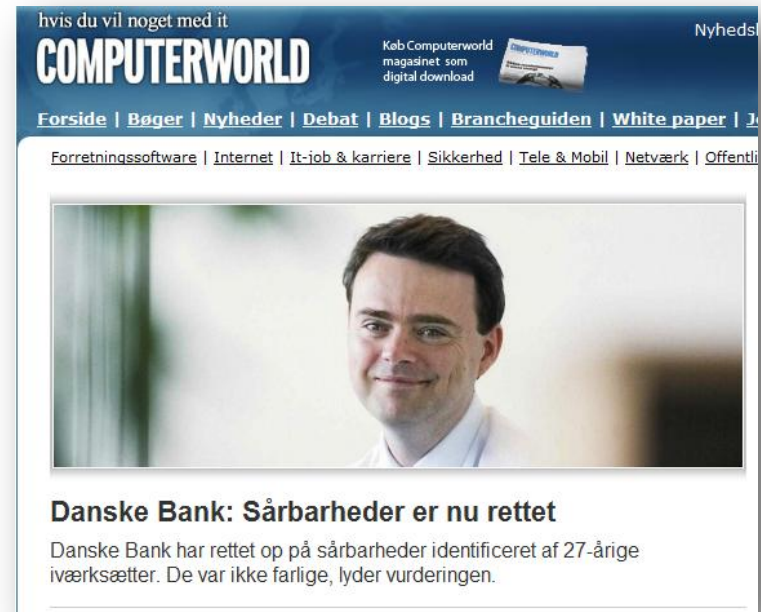 hvis du vil noget med it
COMPUTERWORLD
Køb Computerworld
magasinet som
digital download
COMPUTERWORLD
Forside | Bøger | Nyheder | Debat | Blogs | Brancheguiden | White paper |
Forretningssoftware | Internet | It-job & karriere | Sikkerhed | Tele & Mobil | Netværk |
Danske Bank: Sårbarheder er nu rettet
Danske Bank har rettet op på sårbarheder identificeret af 27-årige
iværksætter. De var ikke farlige, lyder vurderingen.